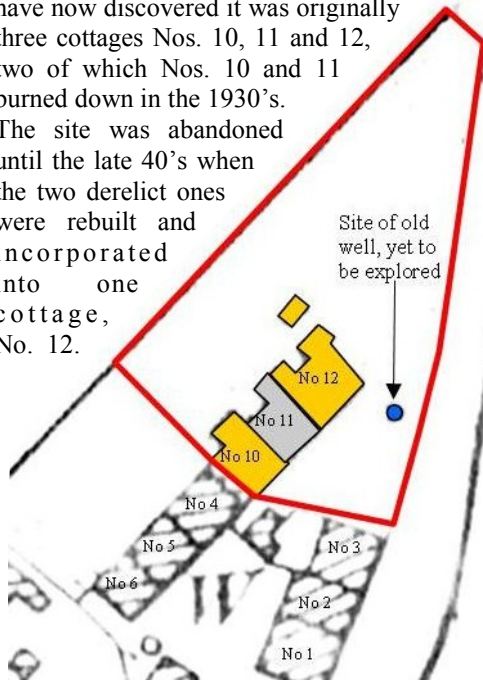 have now discovered it was originally
three cottages Nos. 10, 11 and 12,
two of which Nos. 10 and 11
burned down in the 1930's.
The site was abandoned
until the late 40's when
the two derelict ones
were rebuilt and
incorporated
into one
cottage,
No. 12.
Site of old
well, yet to
be explored
No 12
No 11
No 10
No 4
No 5
No 6
No 3
No 2
No 1
W